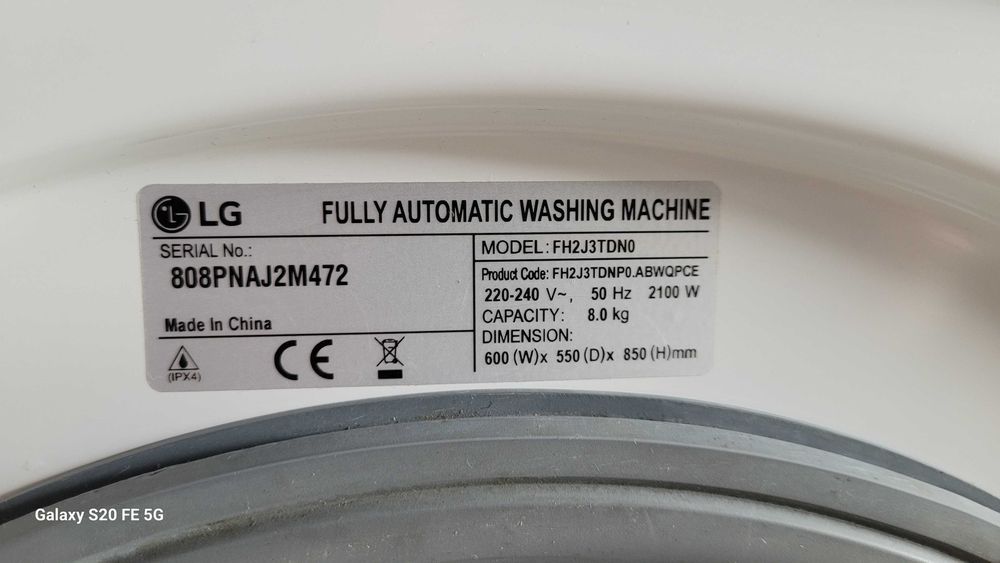 LG FULLY AUTOMATIC WASHING MACHINE
SERIAL No.:
808PNAJ2M472
Made In China
(IPX4)
CE
MODEL: FH2J3TDN0
Product Code: FH2J3TDNP0.ABWQPCE
220-240 V~, 50 Hz 2100 W
CAPACITY: 8.0 kg
DIMENSION:
600 (W)x 550 (D)x 850 (H)mm
Galaxy S20 FE 5G